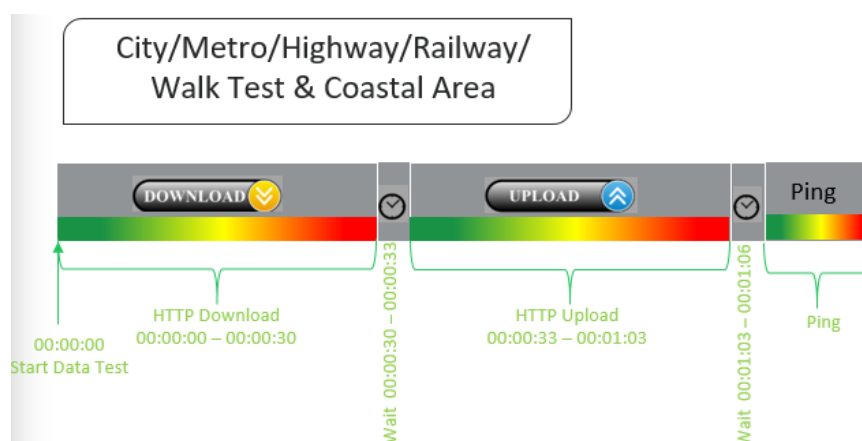 City/Metro/Highway/Railway/
Walk Test & Coastal Area
DOWNLOAD
UPLOAD
Ping
00:00:00
Start Data Test
HTTP Download
00:00:00 – 00:00:30
Wait 00:00:30 – 00:00:33
HTTP Upload
00:00:33 – 00:01:03
Wait 00:01:03 – 00:01:06
Ping